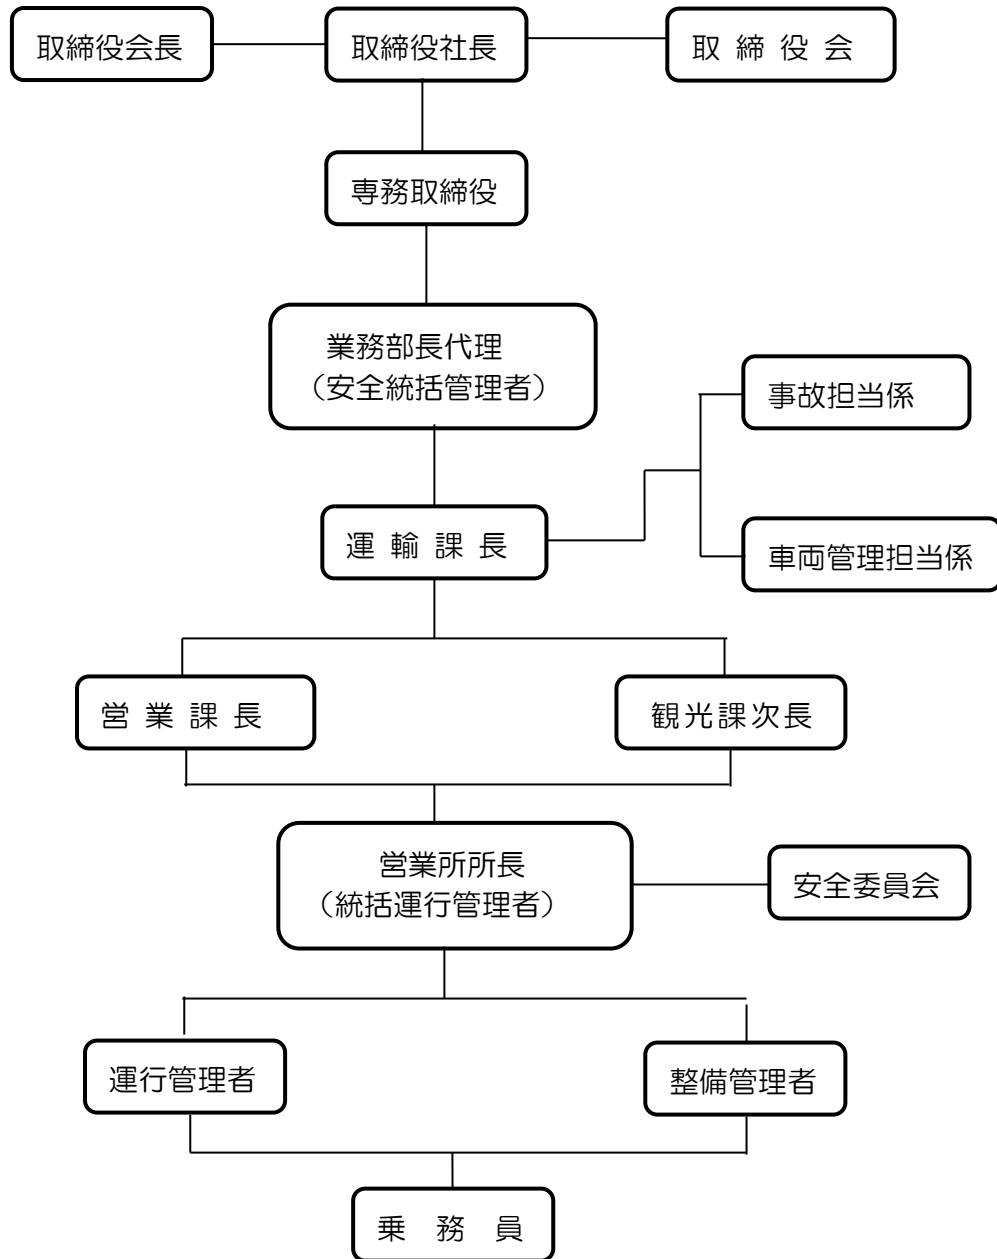 取締役会長
取締役社長
取締役会
専務取締役
業務部長代理
（安全統括管理者）
事故担当係
運輸課長
車両管理担当係
営業課長
観光課次長
営業所所長
（統括運行管理者）
安全委員会
運行管理者
整備管理者
乗務員